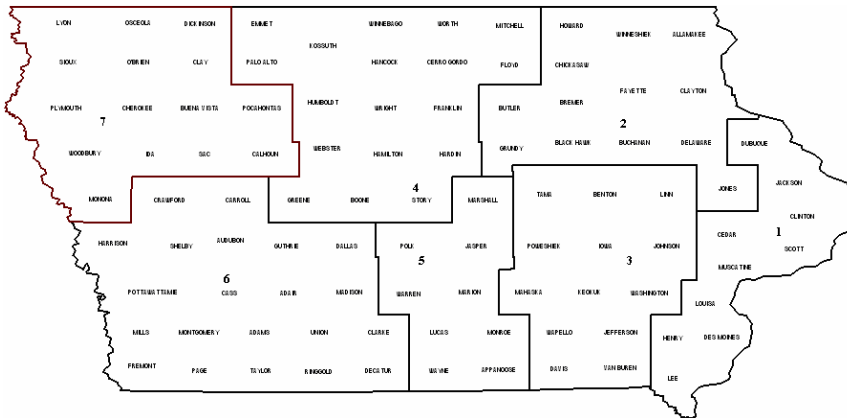 LYON OSCEOLA DICKINSON EMMET WINNEBAGO WORTH MITCHELL HOWARD
WINNESHIEK ALLAMAKEE
KOSSUTH
SIOUX O'BRIEN CLAY PALO ALTO HANCOCK CERRO GORDO FLOYD CHICKASAW
FAYETTE CLAYTON
PLYMOUTH CHEROKEE BUENA VISTA POCAHONTAS HUMBOLDT WRIGHT FRANKLIN BUTLER BREMER
7 2
WOODBURY IDA SAC CALHOUN WEBSTER HAMILTON HARDIN GRUNDY BLACK HAWK BUCHANAN DELAWARE DUBUQUE
4
MONONA CRAWFORD CARROLL GREENE BOONE STORY MARSHALL TAMA BENTON LINN JONES JACKSON
CLINTON
1
HARRISON SHELBY AUDUBON GUTHRIE DALLAS POLK JASPER POWESHIEK IOWA JOHNSON CEDAR SCOTT
5 3
MUSCATINE
6
POTTAWATTAMIE CASS ADAIR MADISON WARREN MARION MAHASKA KEOKUK WASHINGTON
LOUISA
MILLS MONTGOMERY ADAMS UNION CLARKE LUCAS MONROE WAPELLO JEFFERSON HENRY DES MOINES
FREMONT PAGE TAYLOR RINGGOLD DECATUR WAYNE APPANOOSE DAVIS VAN BUREN LEE